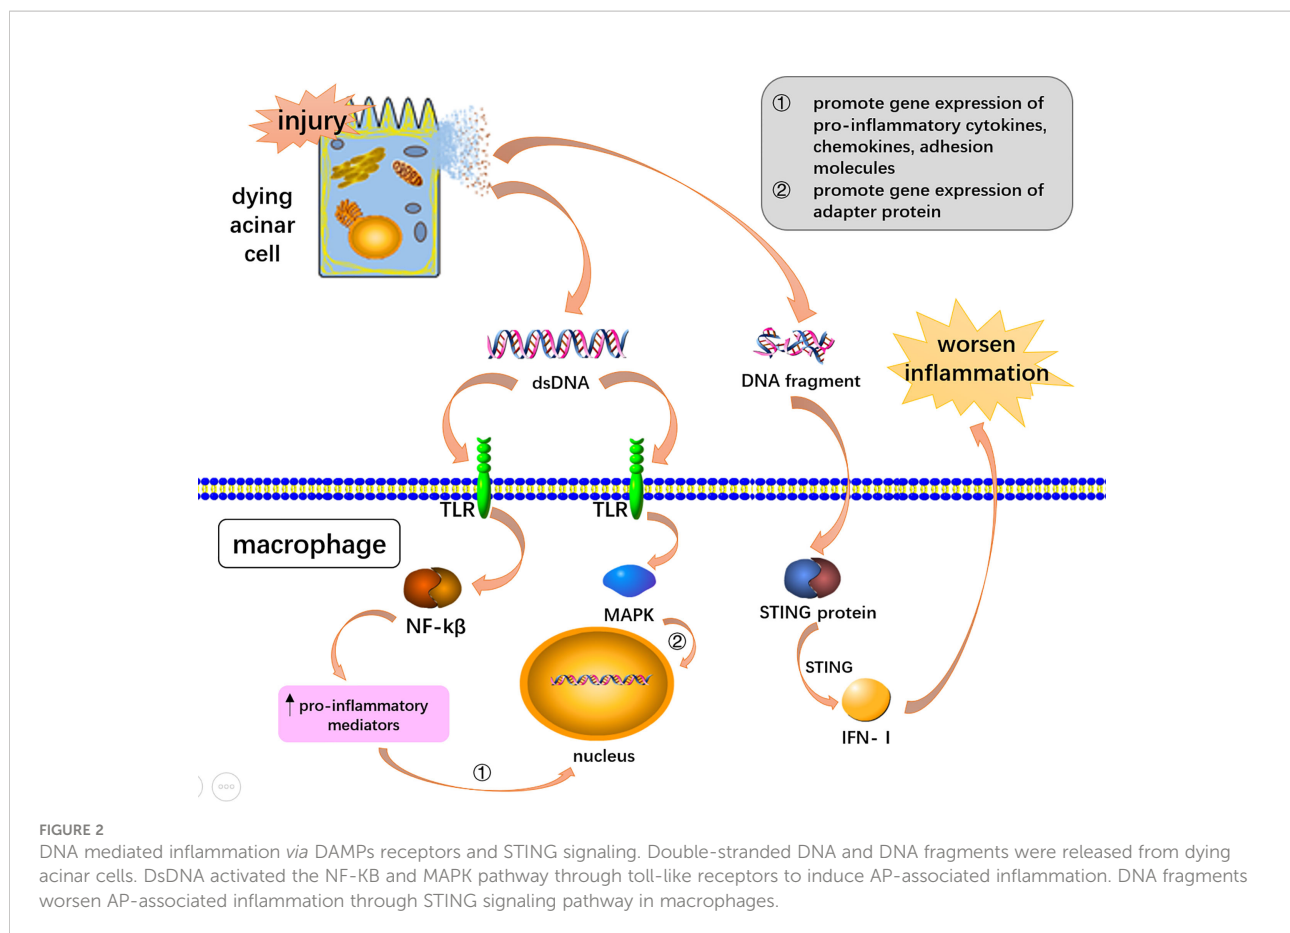 injury
dying
acinar
cell
① promote gene expression of
pro-inflammatory cytokines,
chemokines, adhesion
molecules
② promote gene expression of
adapter protein
worsen
inflammation
dsDNA
DNA fragment
TLR
TLR
macrophage
NF-kβ
MAPK
②
STING protein
STING
IFN- I
↑ pro-inflammatory
mediators
①
nucleus
FIGURE 2
DNA mediated inflammation via DAMPs receptors and STING signaling. Double-stranded DNA and DNA fragments were released from dying
acinar cells. DsDNA activated the NF-KB and MAPK pathway through toll-like receptors to induce AP-associated inflammation. DNA fragments
worsen AP-associated inflammation through STING signaling pathway in macrophages.